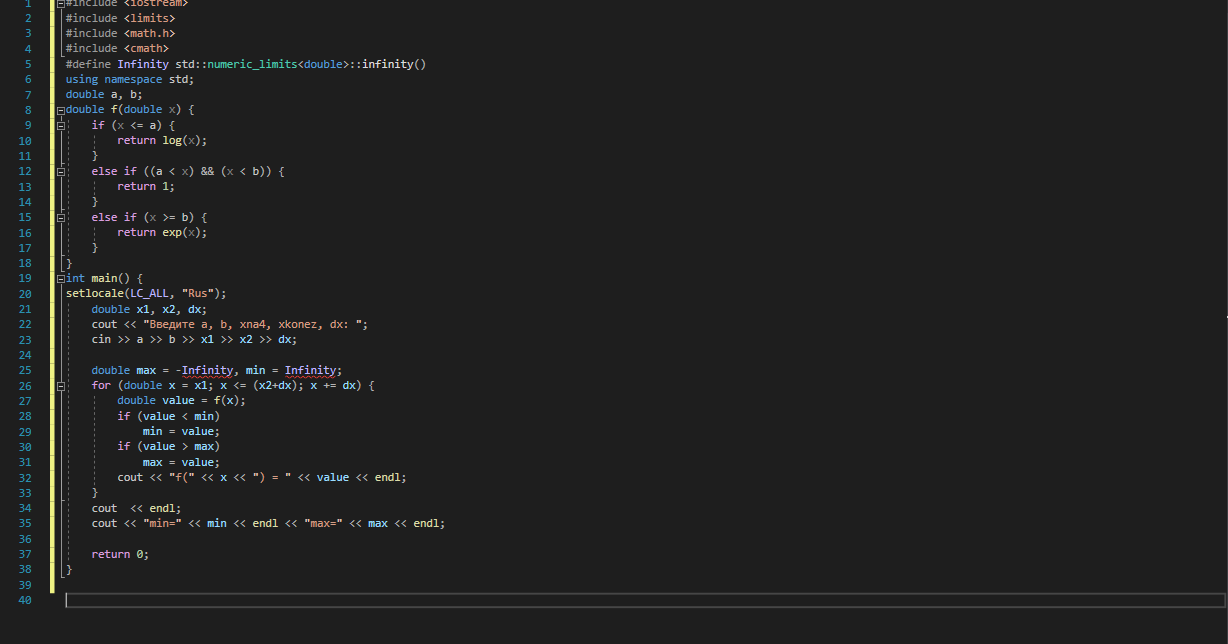 1 #include <iostream>
2 #include <limits>
3 #include <math.h>
4 #include <cmath>
5 #define Infinity std::numeric_limits<double>::infinity()
6 using namespace std;
7 double a, b;
8 double f(double x) {
9 if (x <= a) {
10 return log(x);
11 }
12 else if ((a < x) && (x < b)) {
13 return 1;
14 }
15 else if (x >= b) {
16 return exp(x);
17 }
18 }
19 int main() {
20 setlocale(LC_ALL, "Rus");
21 double x1, x2, dx;
22 cout << "Введите a, b, xna4, xkonez, dx: ";
23 cin >> a >> b >> x1 >> x2 >> dx;
24
25 double max = -Infinity, min = Infinity;
26 for (double x = x1; x <= (x2+dx); x += dx) {
27 double value = f(x);
28 if (value < min)
29 min = value;
30 if (value > max)
31 max = value;
32 cout << "f(" << x << ") = " << value << endl;
33 }
34 cout  << endl;
35 cout << "min=" << min << endl << "max=" << max << endl;
36
37 return 0;
38 }
39
40